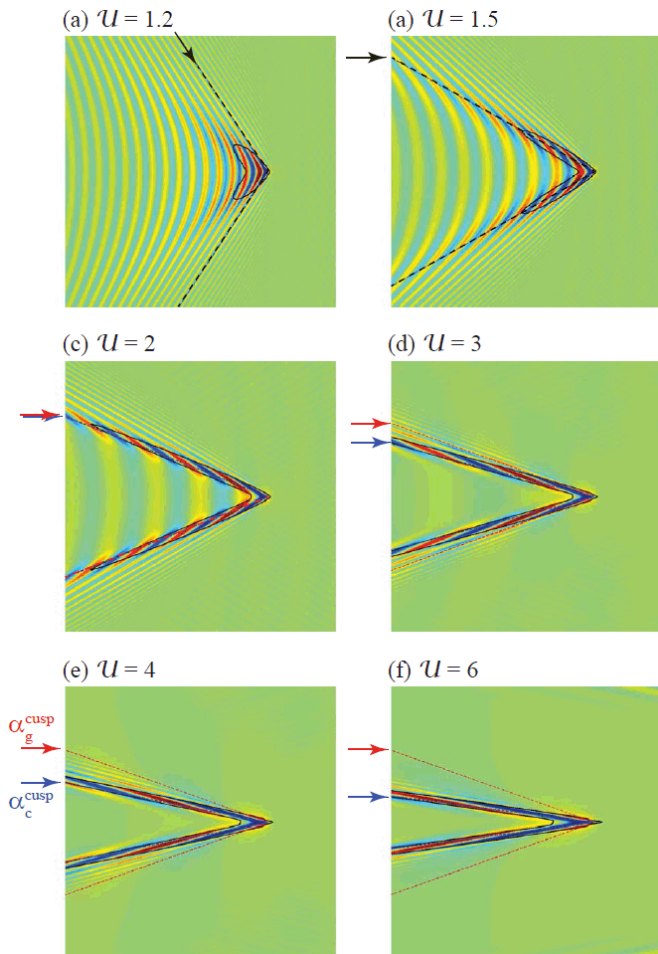 (a) 𝒰 = 1.2
(a) 𝒰 = 1.5
(c) 𝒰 = 2
(d) 𝒰 = 3
(e) 𝒰 = 4
(f) 𝒰 = 6
α_g^cusp
α_c^cusp